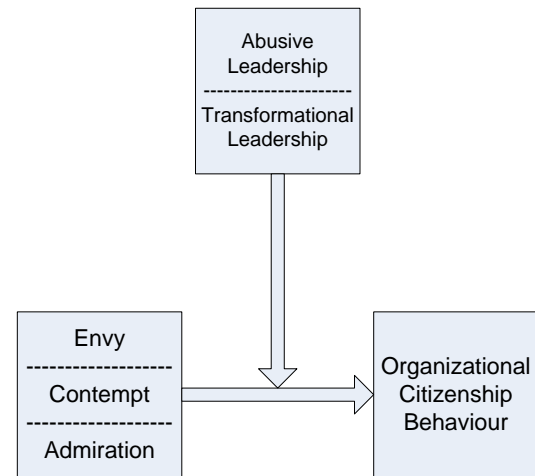 Abusive
Leadership
Transformational
Leadership
Envy
Contempt
Admiration
Organizational
Citizenship
Behaviour